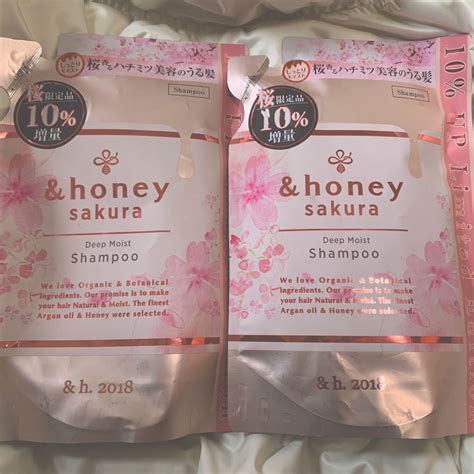 桜香るハチミツ美容のうる髪
Shampoo
桜限定品
10%
増量
&honey
sakura
Deep Moist
Shampoo
We love Organic & Botanical
ingredients. Our promise is to make
your hair Natural & Moist. The finest
Argan oil & Honey were selected.
&h. 2018
桜香るハチミツ美容のうる髪
Shampoo
桜限定品
10%
増量
&honey
sakura
Deep Moist
Shampoo
We love Organic & Botanical
ingredients. Our promise is to make
your hair Natural & Moist. The finest
Argan oil & Honey were selected.
&h. 2018
10% UP Limi